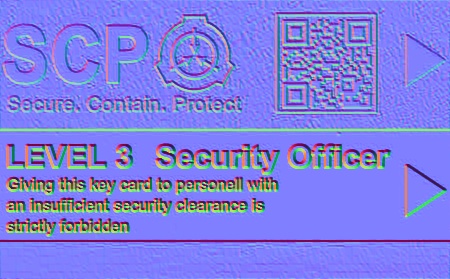 SCP
Secure. Contain. Protect
LEVEL 3 Security Officer
Giving this key card to personell with
an insufficient security clearance is
strictly forbidden